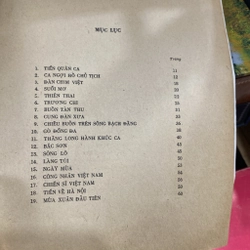 MỤC LỤC
Trang
1. TIẾN QUÂN CA
2. CA NGỢI HỒ CHỦ TỊCH 11
3. ĐÀN CHIM VIỆT
4. SUỐI MƠ
5. THIÊN THAI
6. TRƯƠNG CHI
7. BUỒN TÀN THU
8. CUNG ĐÀN XƯA
9. CHIỀU BUỒN TRÊN SÔNG BẠCH ĐẰNG
10. GÒ ĐỐNG ĐA
11. THĂNG LONG HÀNH KHÚC CA
12. BẮC SƠN
13. SÔNG LÔ
14. LÀNG TÔI
15. NGÀY MÙA
16. CÔNG NHÂN VIỆT NAM
17. CHIẾN SĨ VIỆT NAM
18. TIẾN VỀ HÀ NỘI
19. MÙA XUÂN ĐẦU TIÊN